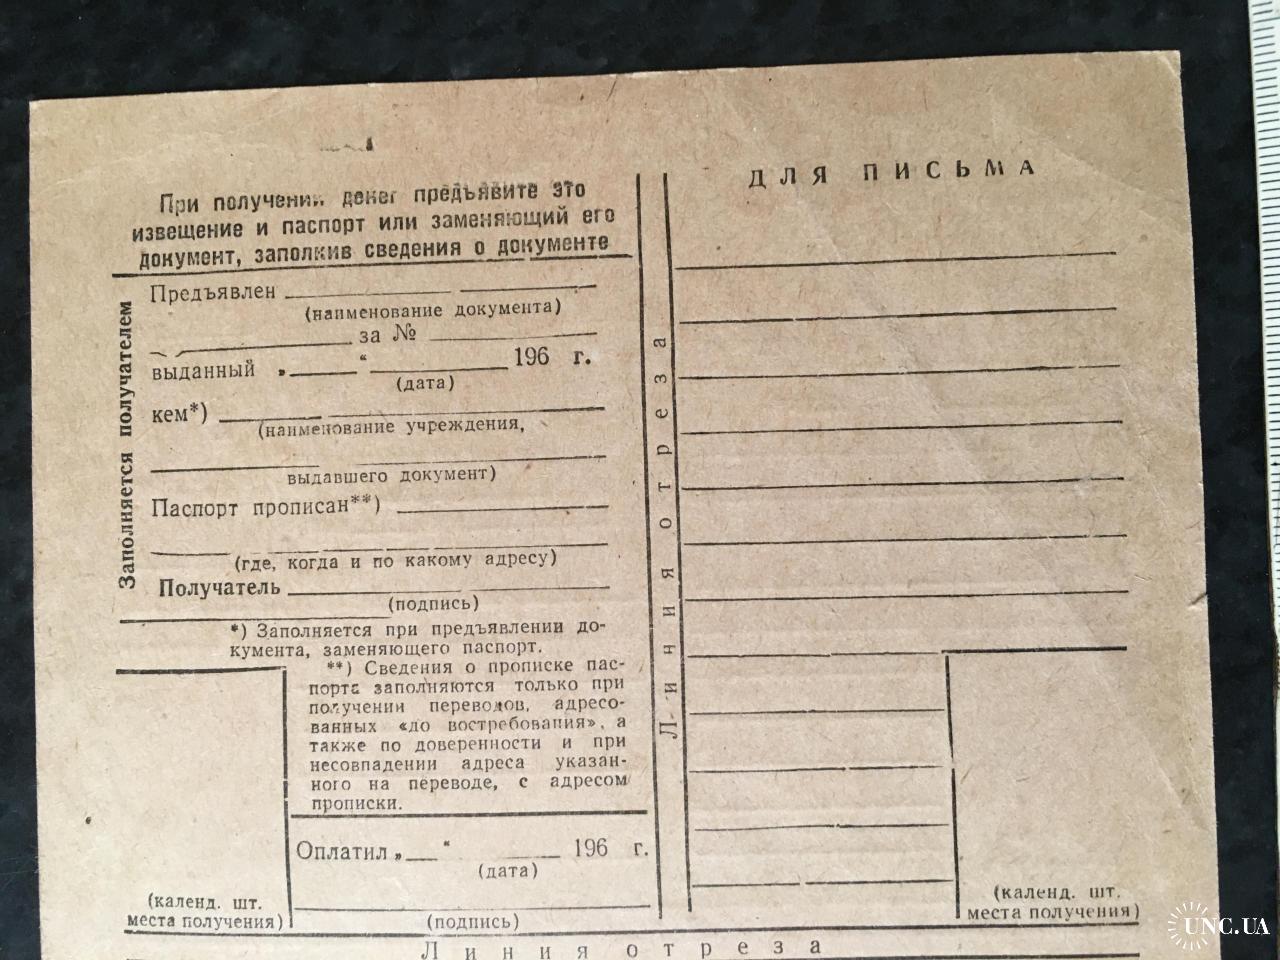 При получении денег предъявите это
извещение и паспорт или заменяющий его
документ, заполнив сведения о документе
Заполняется получателем
Предъявлен
(наименование документа)
за №
выданный „ “ 196 г.
(дата)
кем*)
(наименование учреждения,
выдавшего документ)
Паспорт прописан**)
(где, когда и по какому адресу)
Получатель
(подпись)
*) Заполняется при предъявлении до-
кумента, заменяющего паспорт.
**) Сведения о прописке пас-
порта заполняются только при
получении переводов, адресо-
ванных «до востребования», а
также по доверенности и при
несовпадении адреса указан-
ного на переводе, с адресом
прописки.
Оплатил „ “ 196 г.
(дата)
(подпись)
(календ. шт.
места получения)
Линия отреза
ДЛЯ ПИСЬМА
(календ. шт.
места получения)
Линия отреза
UNC.UA